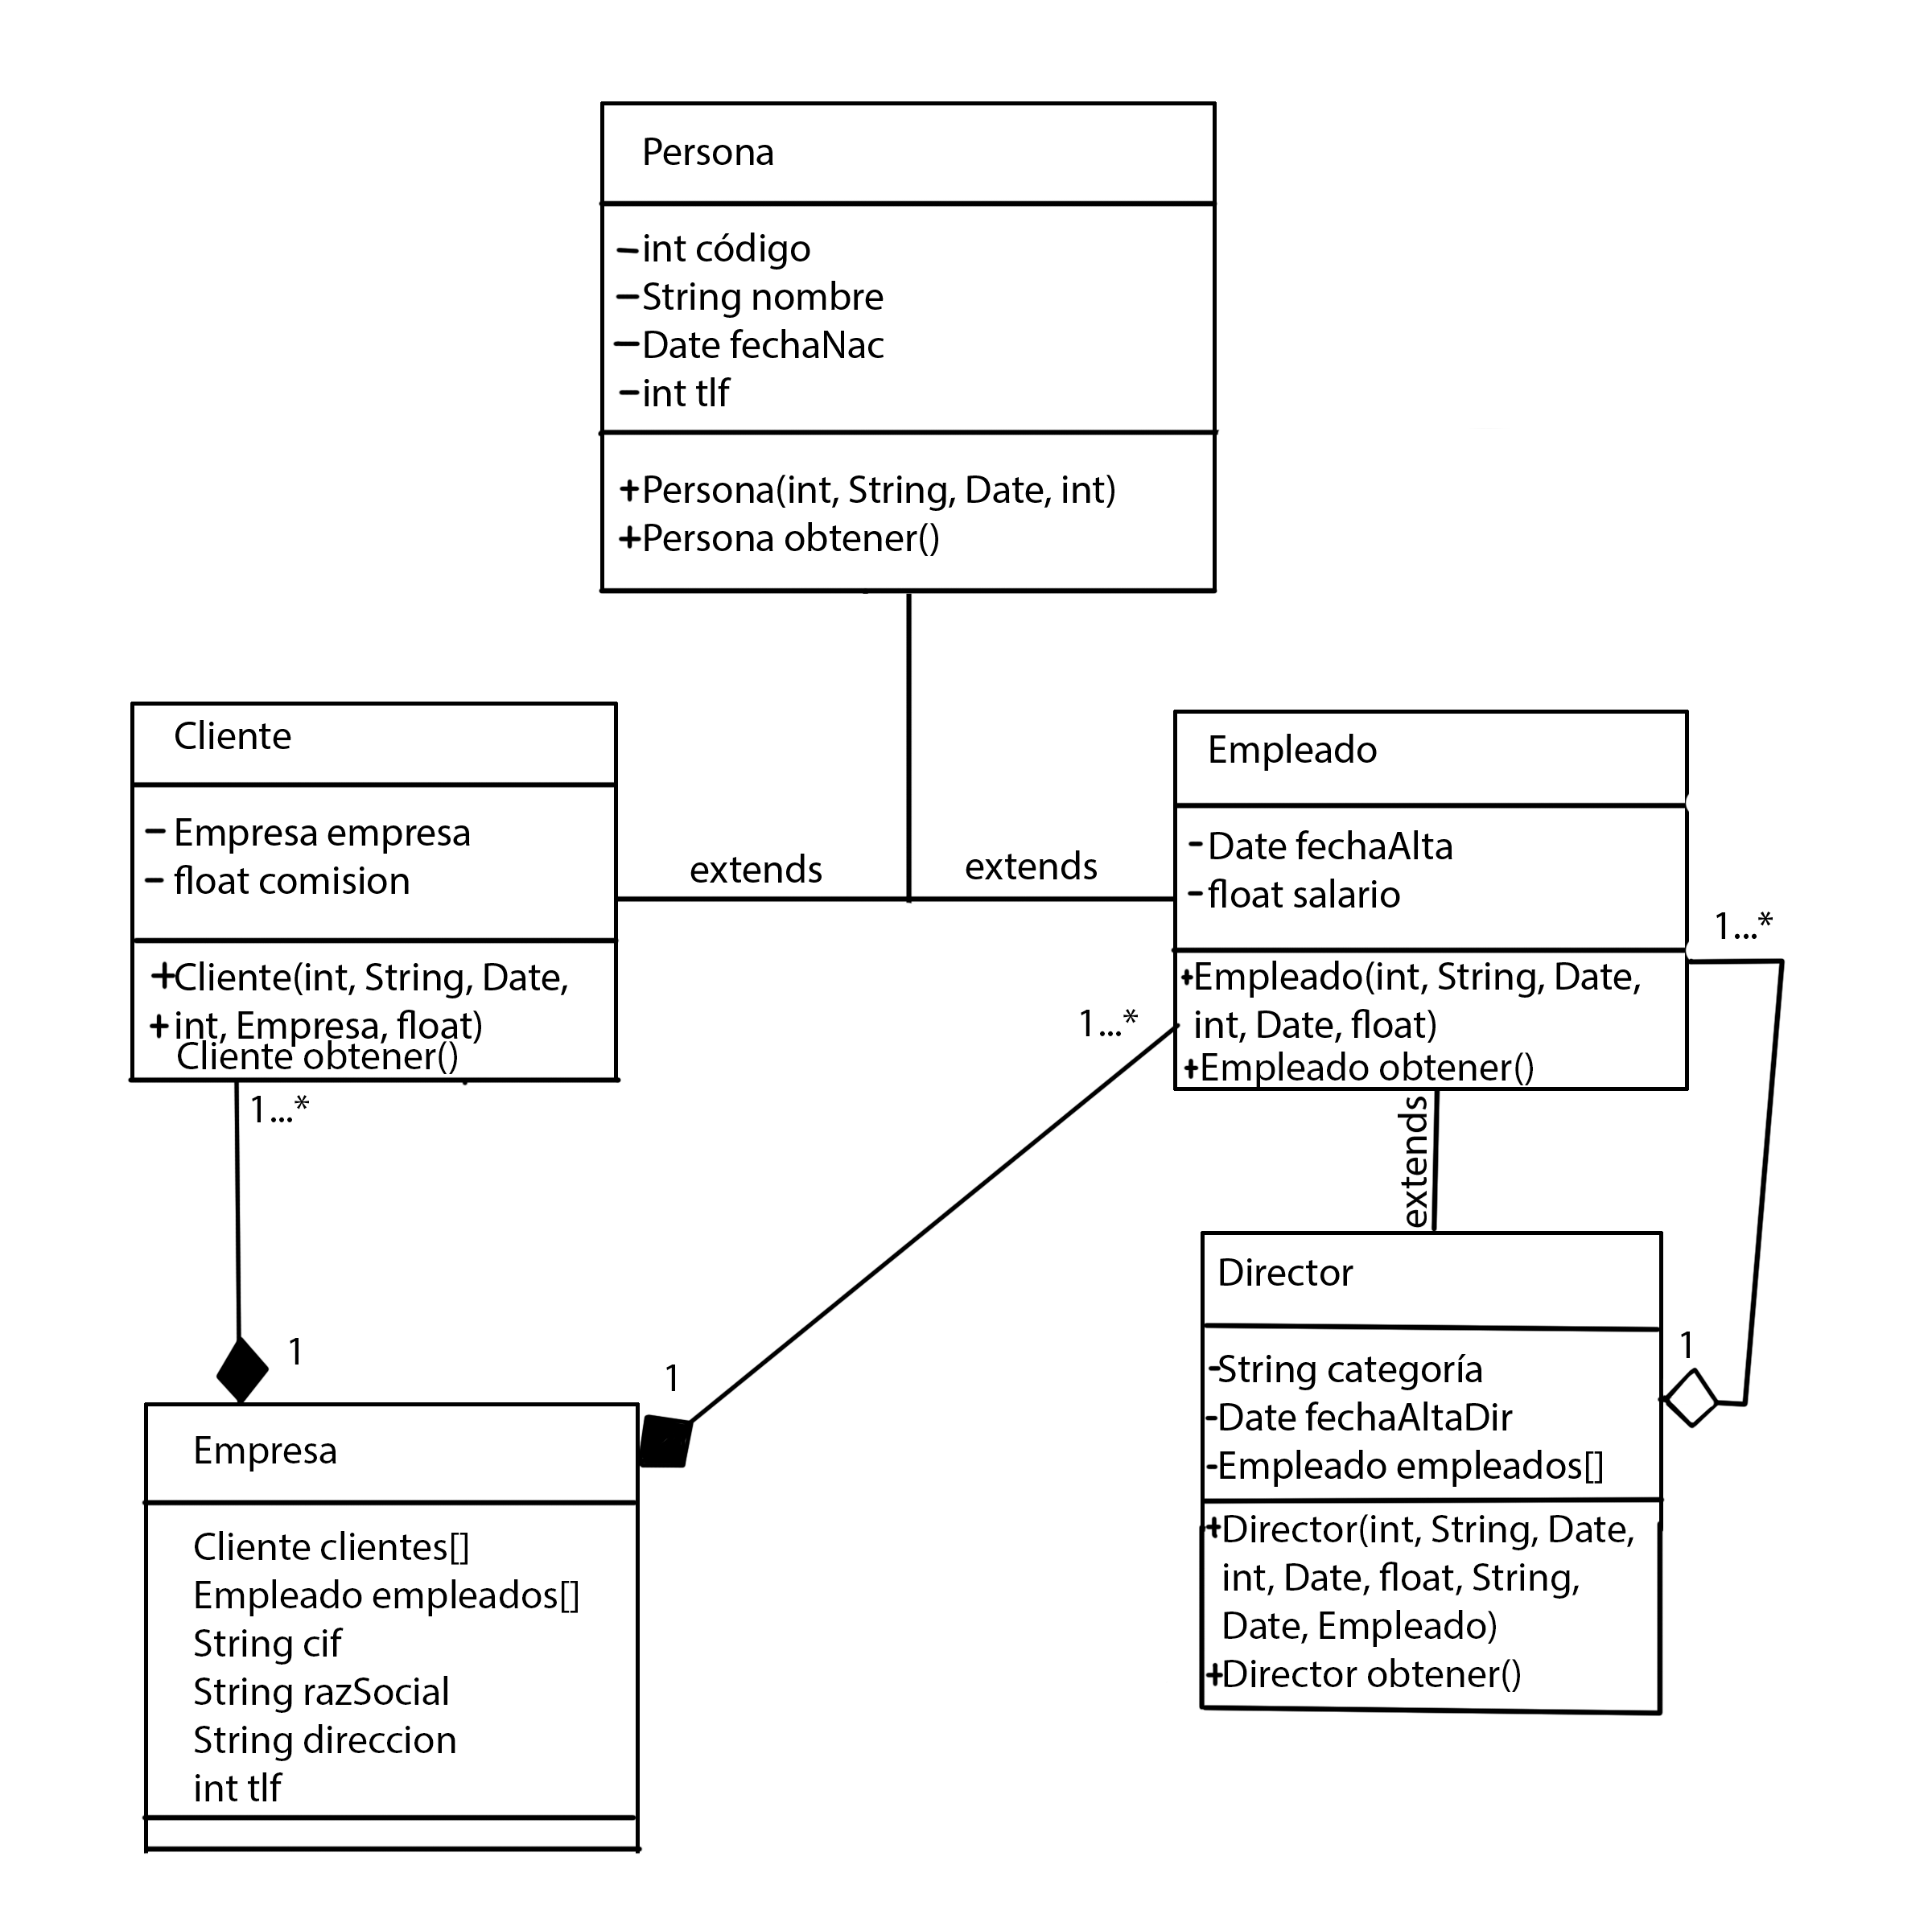 Persona
- int código
- String nombre
- Date fechaNac
- int tlf
+ Persona(int, String, Date, int)
+ Persona obtener()
Cliente
- Empresa empresa
- float comision
+ Cliente(int, String, Date,
+ int, Empresa, float)
Cliente obtener()
extends
extends
Empleado
- Date fechaAlta
- float salario
+ Empleado(int, String, Date,
int, Date, float)
+ Empleado obtener()
1...*
1...*
1...*
extends
1
1
1
Director
- String categoría
- Date fechaAltaDir
- Empleado empleados[]
+ Director(int, String, Date,
int, Date, float, String,
Date, Empleado)
+ Director obtener()
Empresa
Cliente clientes[]
Empleado empleados[]
String cif
String razSocial
String direccion
int tlf